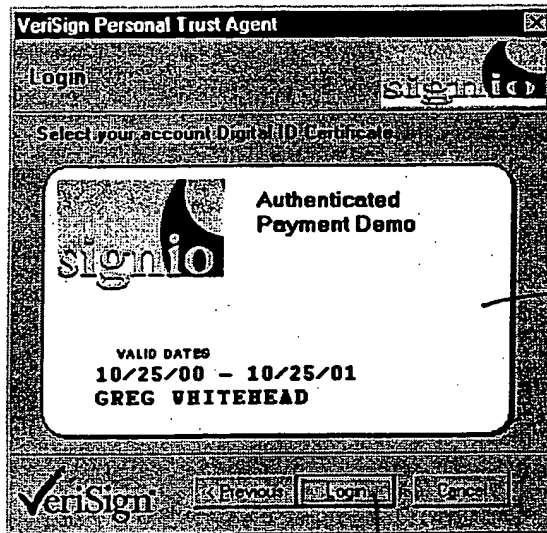 VeriSign Personal Trust Agent
Login
signio
Select your account Digital ID Certificate.
signio
Authenticated
Payment Demo
VALID DATES
10/25/00 - 10/25/01
GREG WHITEHEAD
VeriSign
< Previous Login Cancel